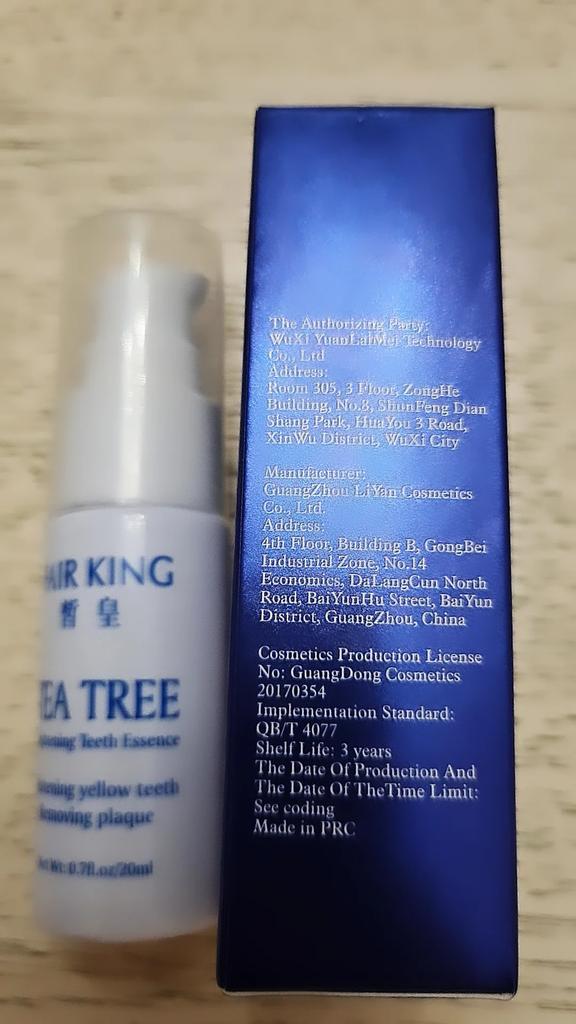 AIR KING
皙皇
EA TREE
ening Teeth Essence
ening yellow teeth
emoving plaque
et Wt: 0.7fl.oz/20ml
The Authorizing Party:
WuXi YuanLaiMei Technology
Co., Ltd
Address:
Room 305, 3 Floor, ZongHe
Building, No.8, ShunFeng Dian
Shang Park, HuaYou 3 Road,
XinWu District, WuXi City
Manufacturer:
GuangZhou LiYan Cosmetics
Co., Ltd.
Address:
4th Floor, Building B, GongBei
Industrial Zone, No.14
Economics, DaLangCun North
Road, BaiYunHu Street, BaiYun
District, GuangZhou, China
Cosmetics Production License
No: GuangDong Cosmetics
20170354
Implementation Standard:
QB/T 4077
Shelf Life: 3 years
The Date Of Production And
The Date Of TheTime Limit:
See coding
Made in PRC